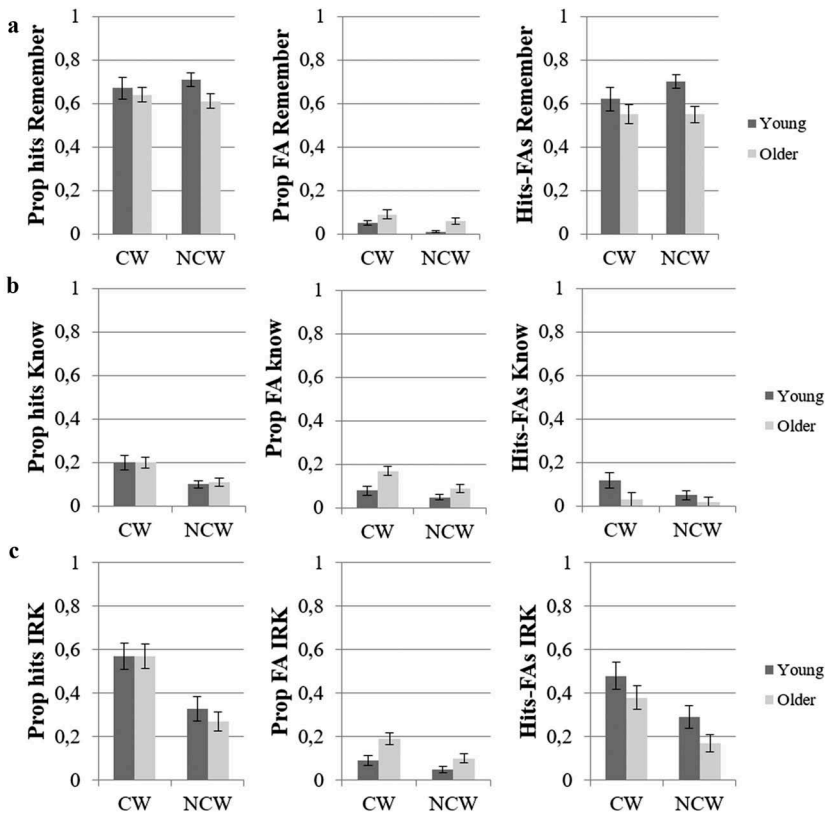 a
Prop hits Remember
1
0,8
0,6
0,4
0,2
0
CW NCW
Prop FA Remember
1
0,8
0,6
0,4
0,2
0
CW NCW
Hits-FAs Remember
1
0,8
0,6
0,4
0,2
0
CW NCW
Young
Older
b
Prop hits Know
1
0,8
0,6
0,4
0,2
0
CW NCW
Prop FA know
1
0,8
0,6
0,4
0,2
0
CW NCW
Hits-FAs Know
1
0,8
0,6
0,4
0,2
0
CW NCW
Young
Older
c
Prop hits IRK
1
0,8
0,6
0,4
0,2
0
CW NCW
Prop FA IRK
1
0,8
0,6
0,4
0,2
0
CW NCW
Hits-FAs IRK
1
0,8
0,6
0,4
0,2
0
CW NCW
Young
Older